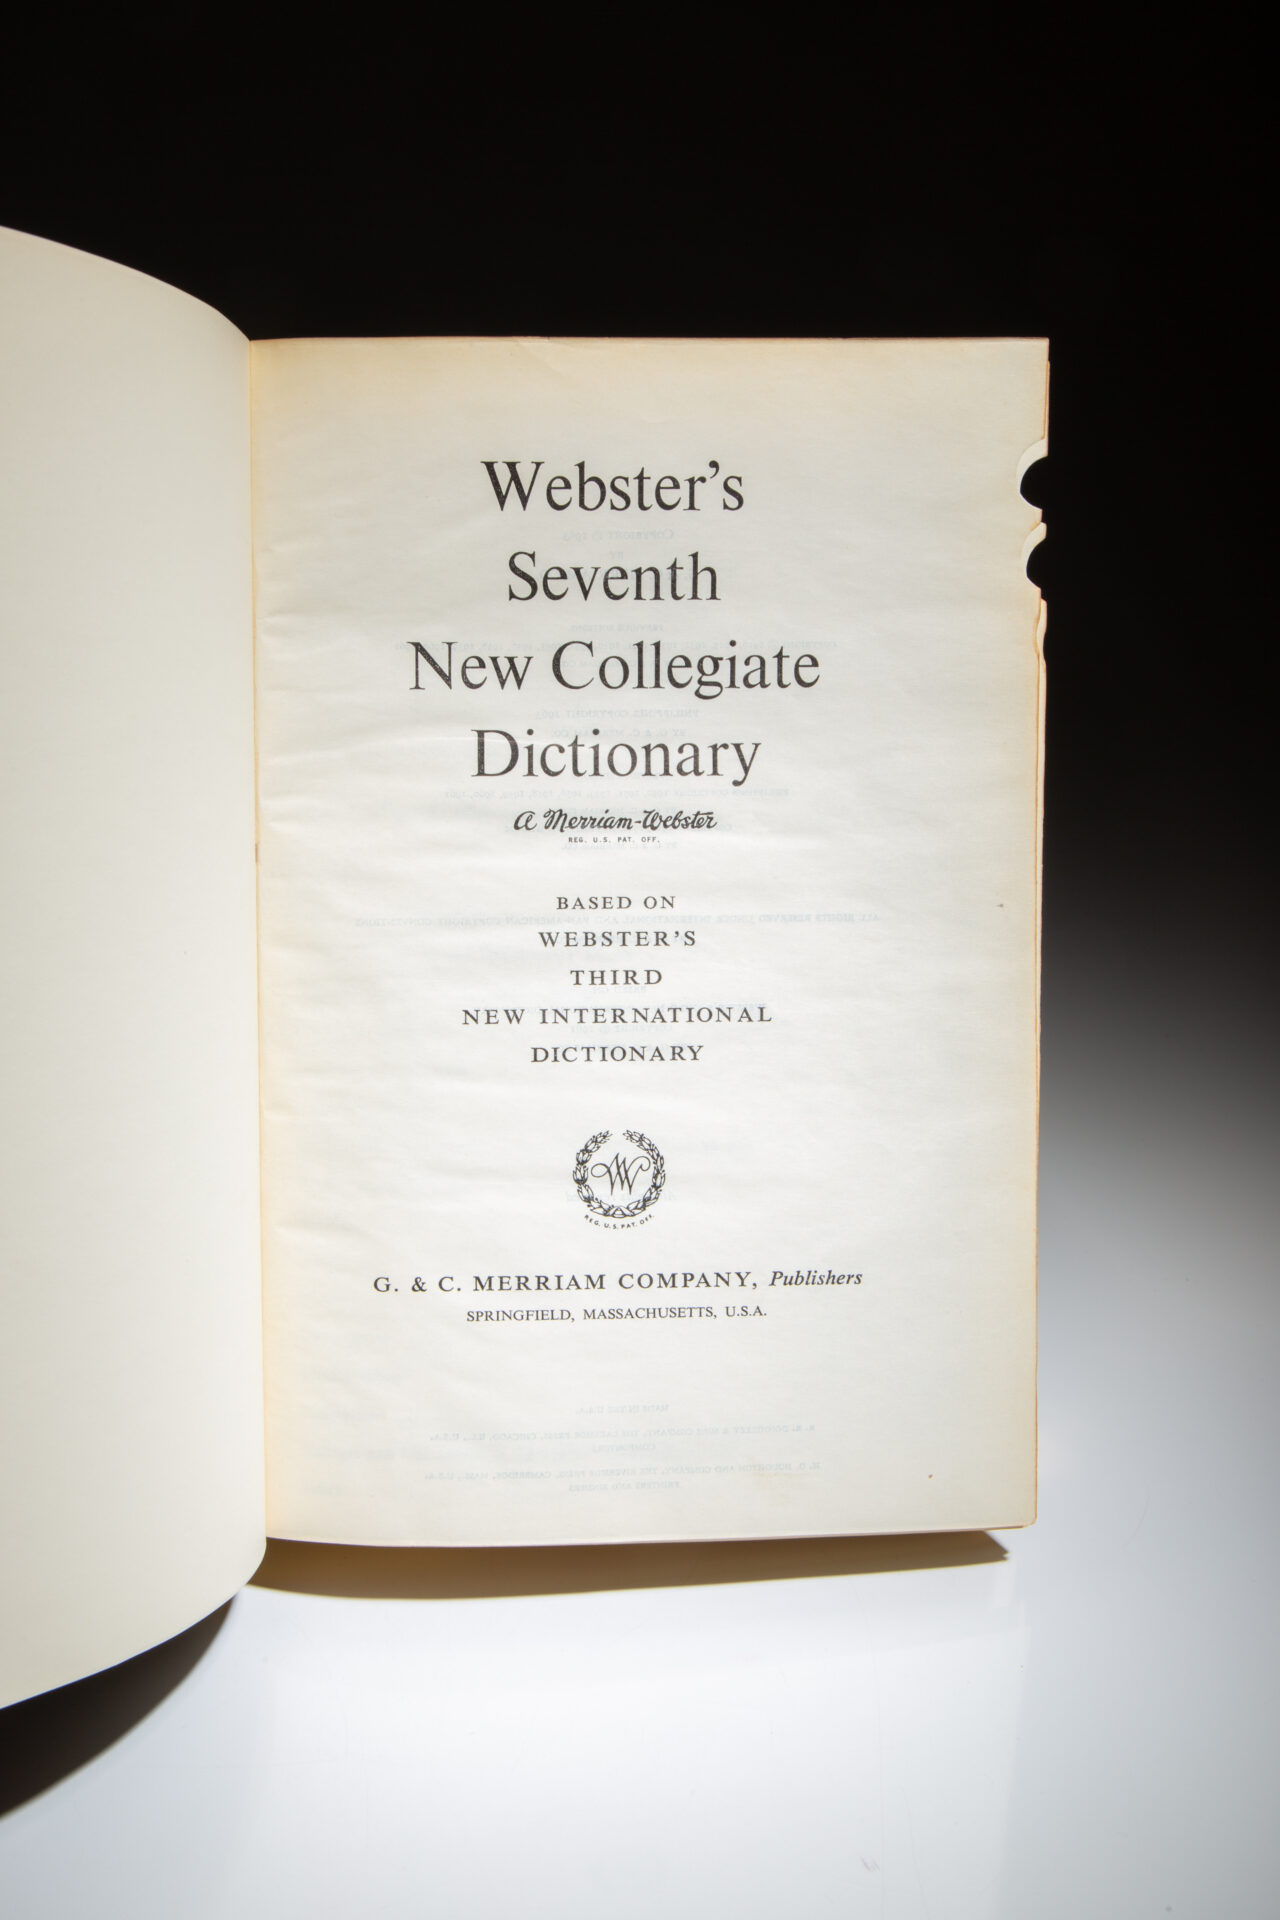 Webster's
Seventh
New Collegiate
Dictionary
A Merriam-Webster
REG. U.S. PAT. OFF.
BASED ON
WEBSTER'S
THIRD
NEW INTERNATIONAL
DICTIONARY
W
REG. U.S. PAT. OFF.
G. & C. MERRIAM COMPANY, Publishers
SPRINGFIELD, MASSACHUSETTS, U.S.A.